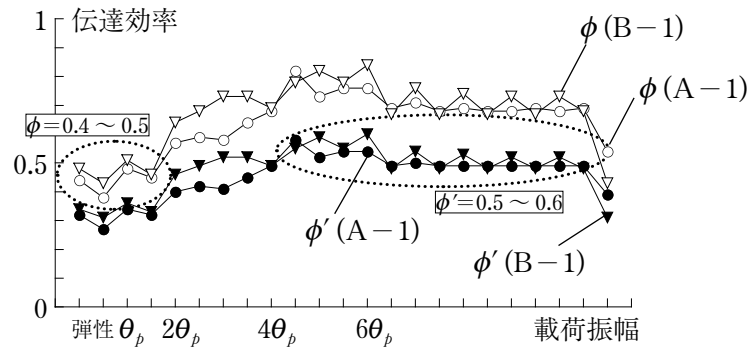 1
伝達効率
ϕ(B−1)
ϕ(A−1)
ϕ=0.4～0.5
0.5
ϕ′=0.5～0.6
ϕ′(A−1)
ϕ′(B−1)
0
弾性 θp 2θp 4θp 6θp 載荷振幅